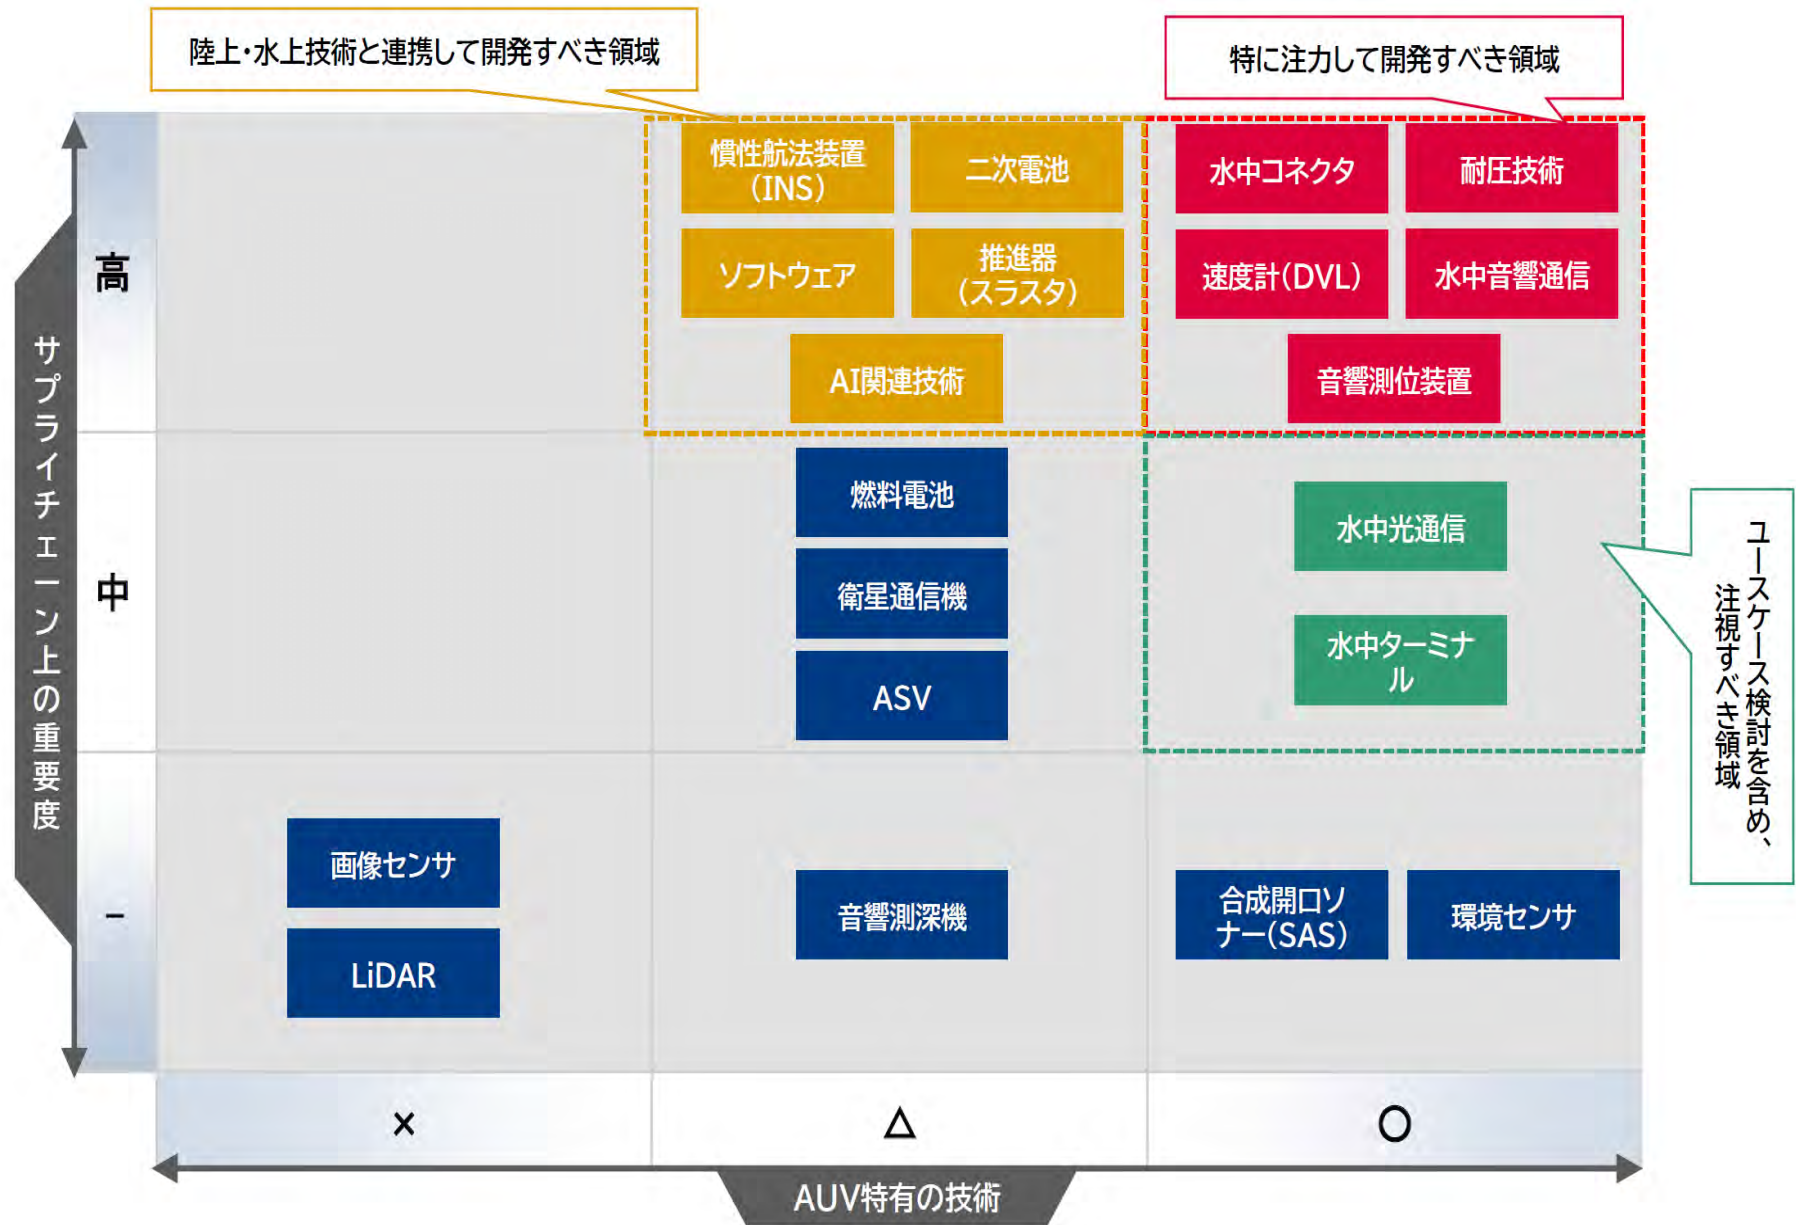 陸上・水上技術と連携して開発すべき領域
特に注力して開発すべき領域
慣性航法装置
(INS)
二次電池
水中コネクタ
耐圧技術
ソフトウェア
推進器
(スラスタ)
速度計(DVL)
水中音響通信
AI関連技術
音響測位装置
高
サプライチェーン上の重要度
中
燃料電池
衛星通信機
ASV
水中光通信
水中ターミナ
ル
ユースケース検討を含め、
注視すべき領域
−
画像センサ
LiDAR
音響測深機
合成開口ソ
ナー(SAS)
環境センサ
×
△
○
AUV特有の技術